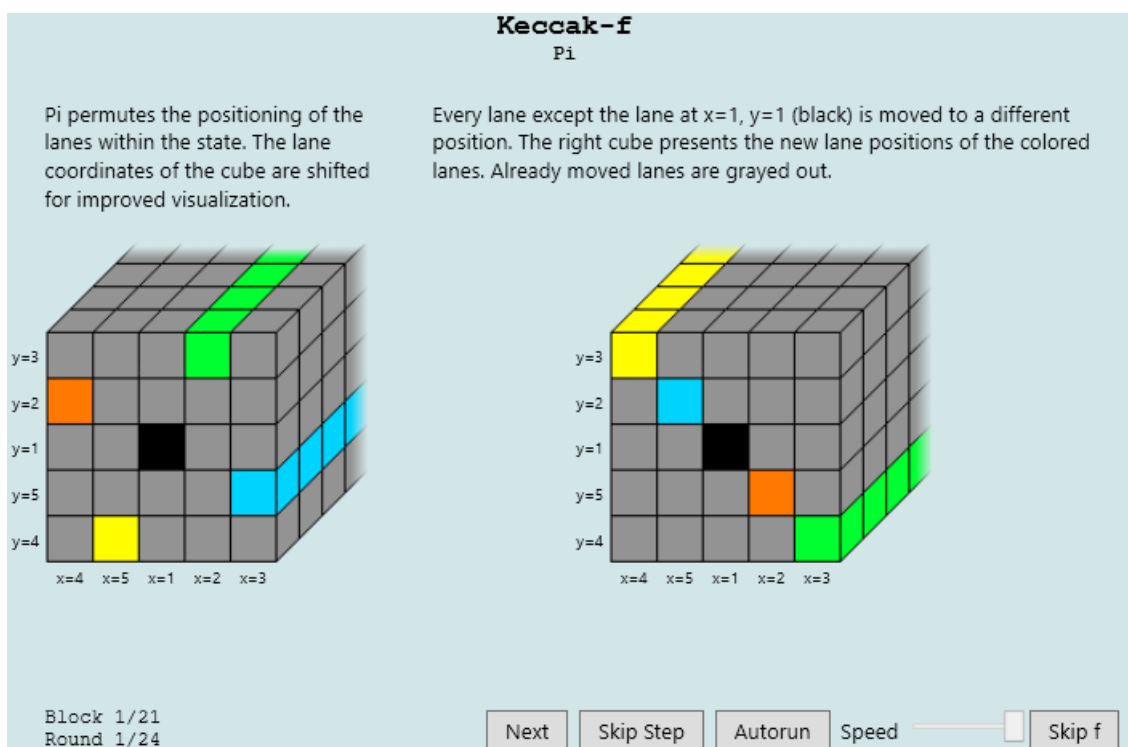 Keccak-f
Pi
Pi permutes the positioning of the
lanes within the state. The lane
coordinates of the cube are shifted
for improved visualization.
Every lane except the lane at x=1, y=1 (black) is moved to a different
position. The right cube presents the new lane positions of the colored
lanes. Already moved lanes are grayed out.
y=3
y=2
y=1
y=5
y=4
x=4 x=5 x=1 x=2 x=3
y=3
y=2
y=1
y=5
y=4
x=4 x=5 x=1 x=2 x=3
Block 1/21
Round 1/24
Next Skip Step Autorun Speed Skip f